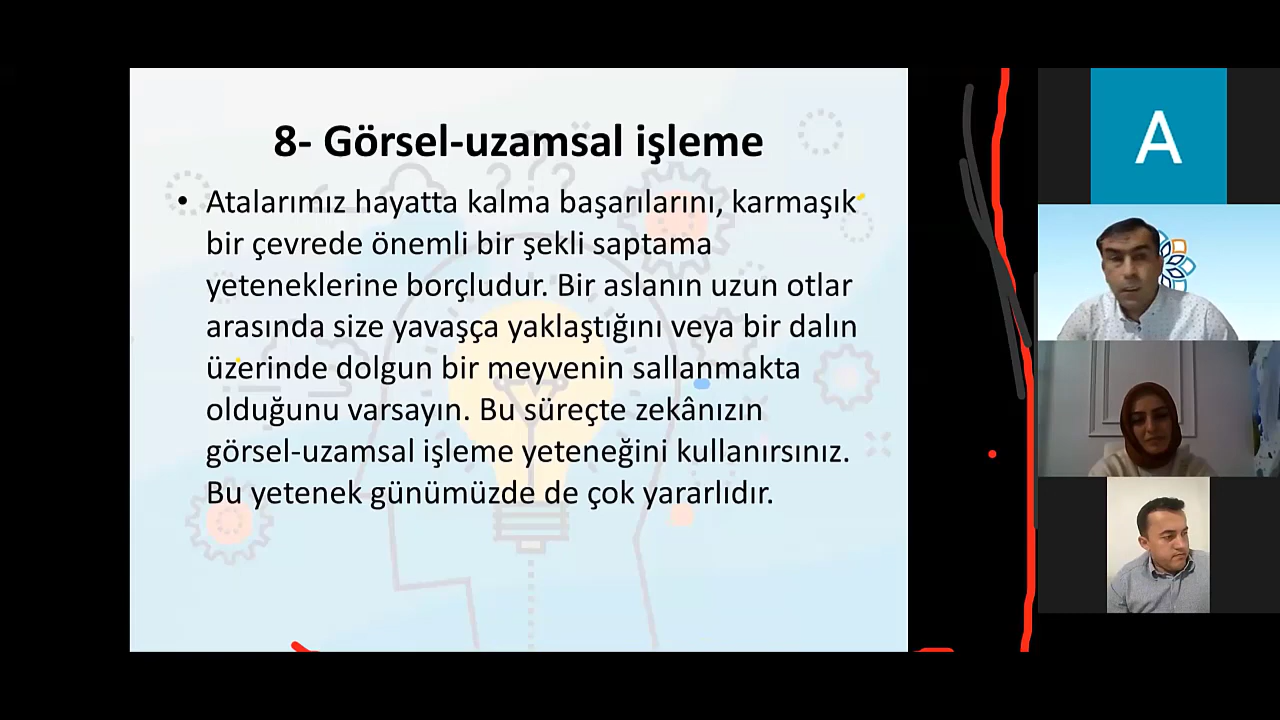 8- Görsel-uzamsal işleme
• Atalarımız hayatta kalma başarılarını, karmaşık
bir çevrede önemli bir şekli saptama
yeteneklerine borçludur. Bir aslanın uzun otlar
arasında size yavaşça yaklaştığını veya bir dalın
üzerinde dolgun bir meyvenin sallanmakta
olduğunu varsayın. Bu süreçte zekânızın
görsel-uzamsal işleme yeteneğini kullanırsınız.
Bu yetenek günümüzde de çok yararlıdır.
A